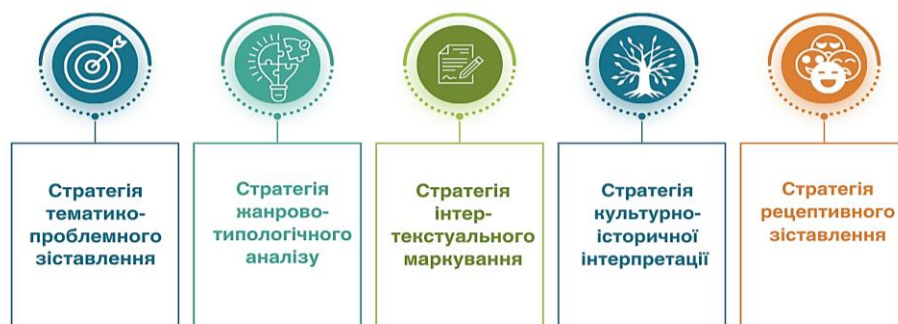 Стратегія
тематико-
проблемного
зіставлення
Стратегія
жанрово-
типологічного
аналізу
Стратегія
інтер-
текстуального
маркування
Стратегія
культурно-
історичної
інтерпретації
Стратегія
рецептивного
зіставлення